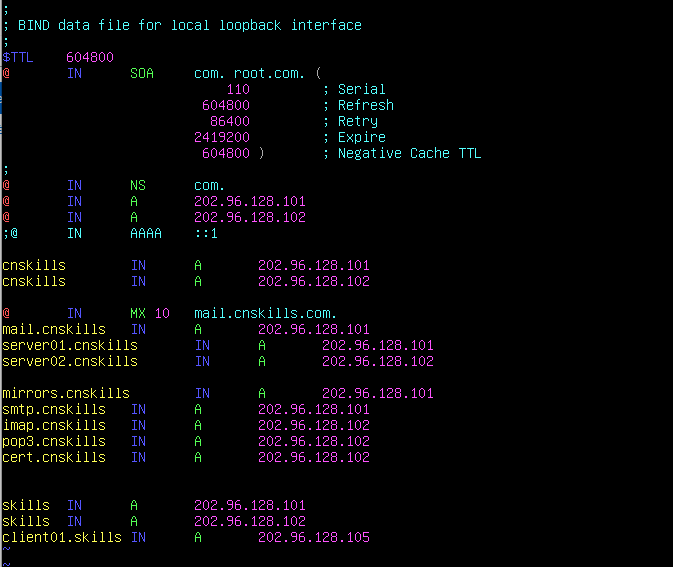 ;
; BIND data file for local loopback interface
;
$TTL    604800
@       IN      SOA     com. root.com. (
                            110         ; Serial
                         604800         ; Refresh
                          86400         ; Retry
                        2419200         ; Expire
                         604800 )       ; Negative Cache TTL
;
@       IN      NS      com.
@       IN      A       202.96.128.101
@       IN      A       202.96.128.102
;@      IN      AAAA    ::1
cnskills        IN      A       202.96.128.101
cnskills        IN      A       202.96.128.102
@       IN      MX 10   mail.cnskills.com.
mail.cnskills   IN      A       202.96.128.101
server01.cnskills       IN      A       202.96.128.101
server02.cnskills       IN      A       202.96.128.102
mirrors.cnskills        IN      A       202.96.128.101
smtp.cnskills   IN      A       202.96.128.101
imap.cnskills   IN      A       202.96.128.102
pop3.cnskills   IN      A       202.96.128.102
cert.cnskills   IN      A       202.96.128.102
skills  IN      A       202.96.128.101
skills  IN      A       202.96.128.102
client01.skills IN      A       202.96.128.105
~
~